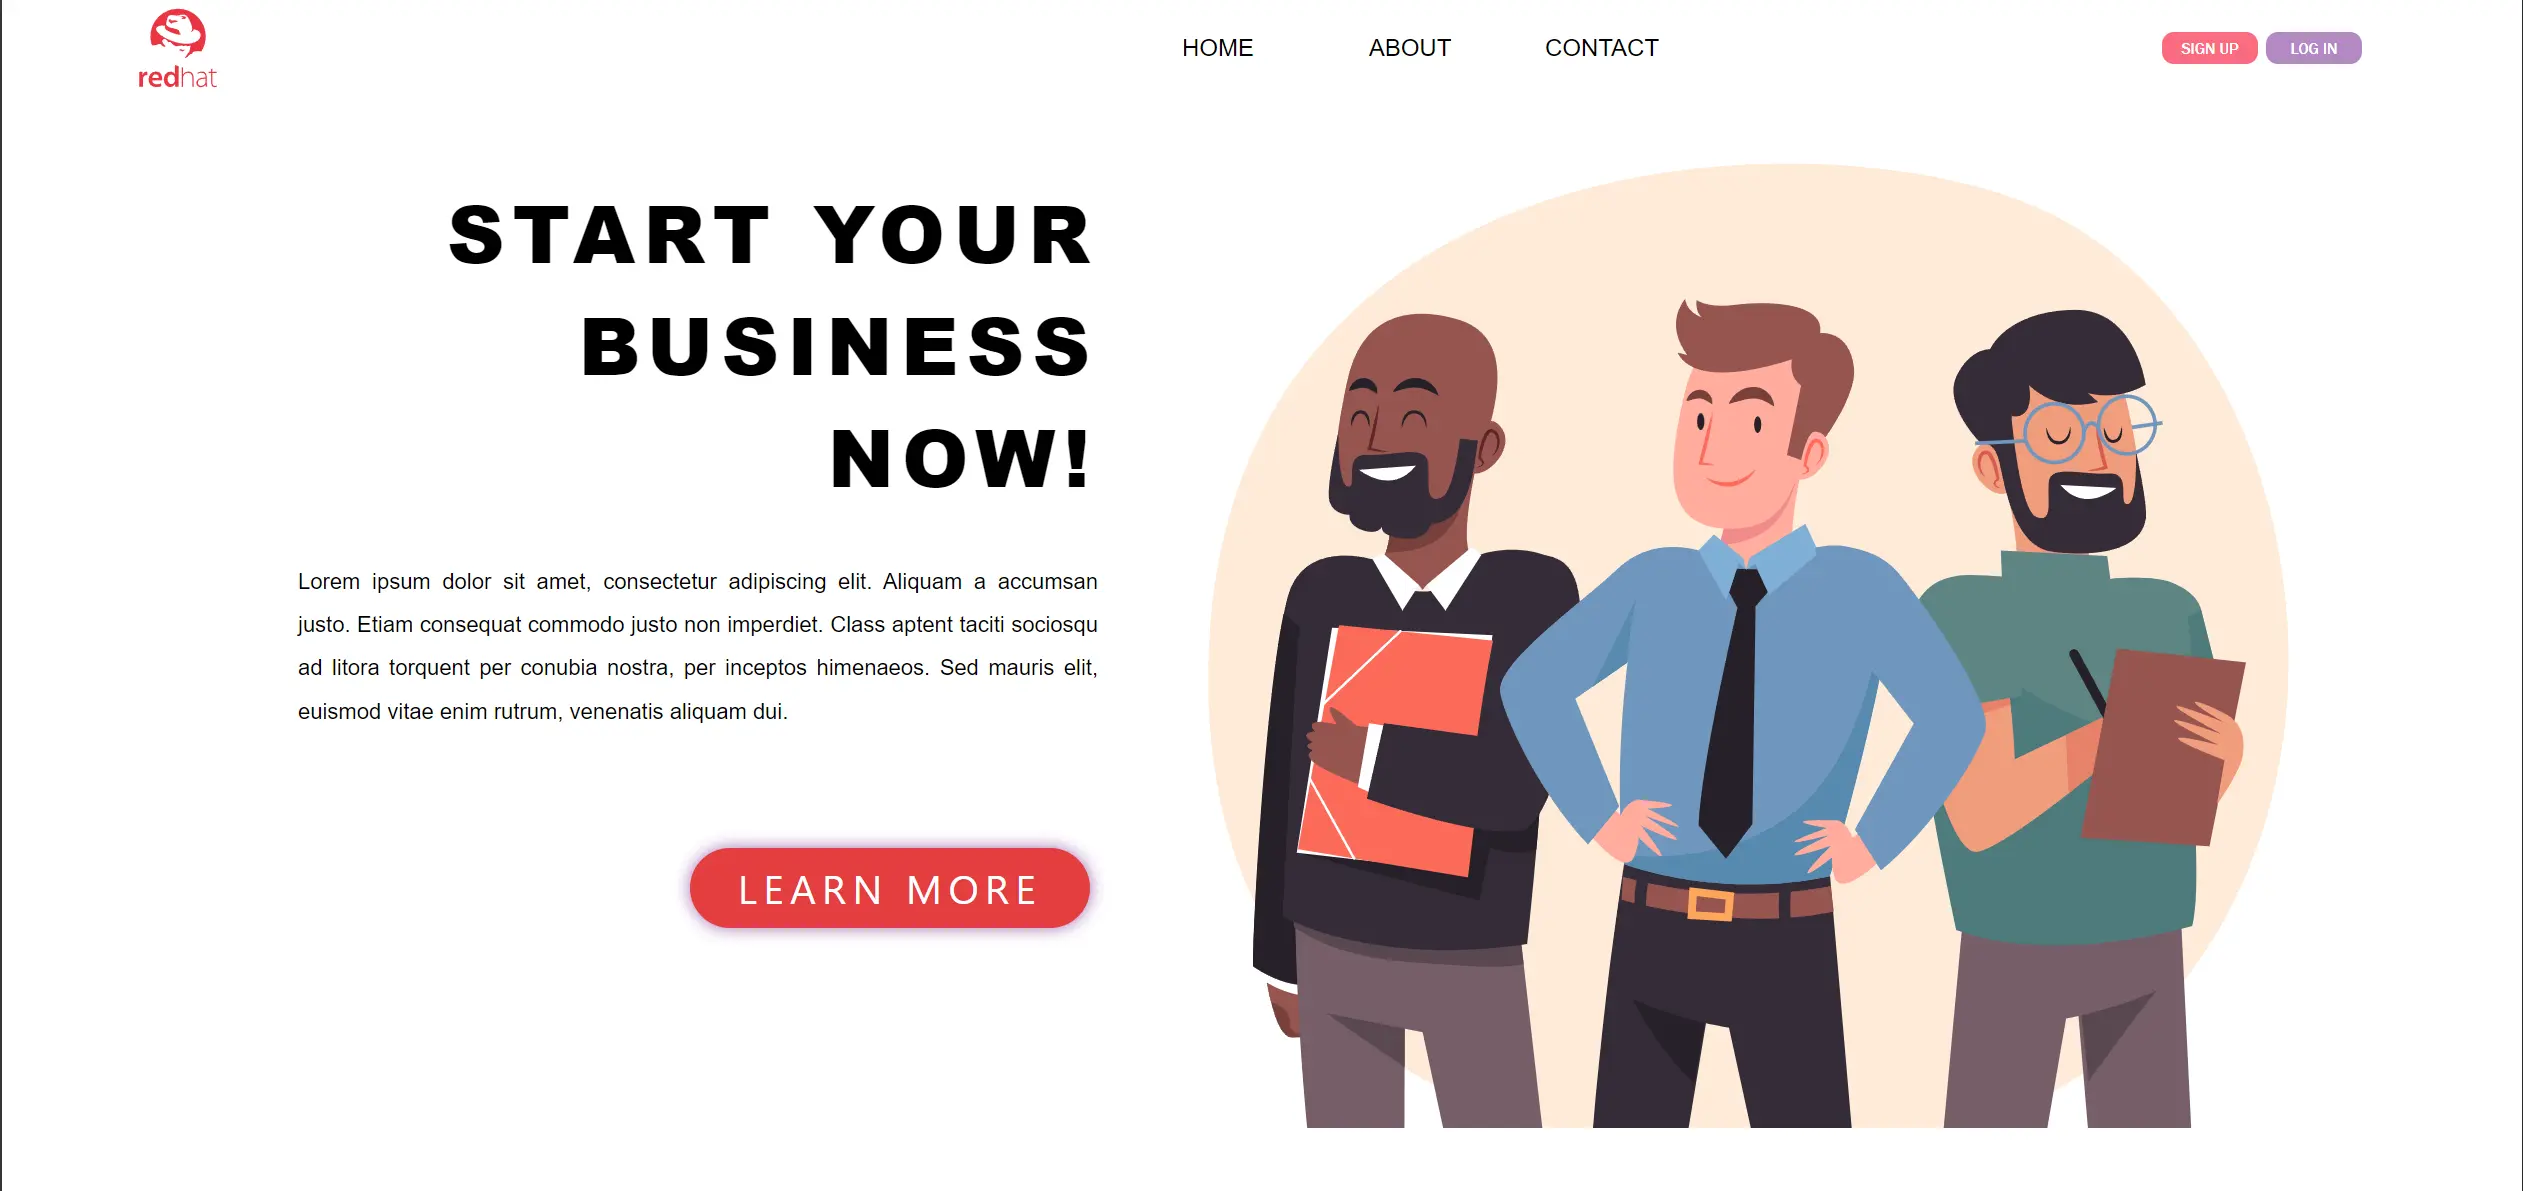 redhat
HOME ABOUT CONTACT
SIGN UP LOG IN
START YOUR
BUSINESS
NOW!
Lorem ipsum dolor sit amet, consectetur adipiscing elit. Aliquam a accumsan
justo. Etiam consequat commodo justo non imperdiet. Class aptent taciti sociosqu
ad litora torquent per conubia nostra, per inceptos himenaeos. Sed mauris elit,
euismod vitae enim rutrum, venenatis aliquam dui.
LEARN MORE